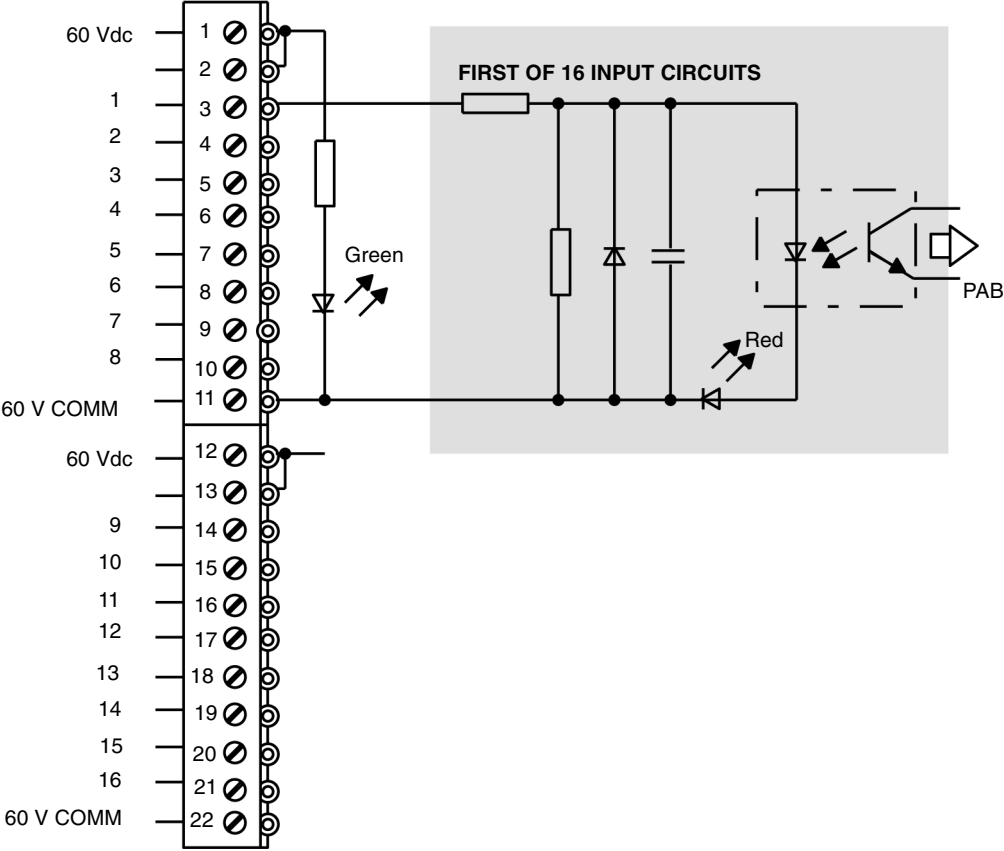 60 Vdc 1
2
FIRST OF 16 INPUT CIRCUITS
1 3
2 4
3 5
4 6
5 7
Green
6 8
PAB
7 9
Red
8 10
60 V COMM 11
60 Vdc 12
13
9 14
10 15
11 16
12 17
13 18
14 19
15 20
16 21
60 V COMM 22